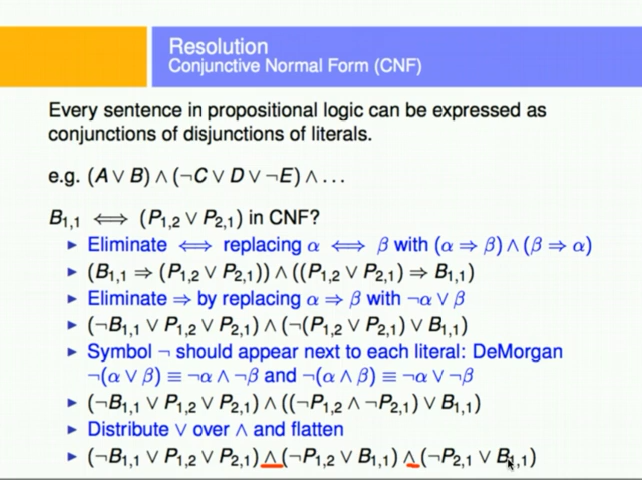 Resolution
Conjunctive Normal Form (CNF)
Every sentence in propositional logic can be expressed as
conjunctions of disjunctions of literals.
e.g. (A ∨ B) ∧ (¬C ∨ D ∨ ¬E) ∧ ...
B₁,₁ ⟺ (P₁,₂ ∨ P₂,₁) in CNF?
▶ Eliminate ⟺ replacing α ⟺ β with (α ⇒ β) ∧ (β ⇒ α)
▶ (B₁,₁ ⇒ (P₁,₂ ∨ P₂,₁)) ∧ ((P₁,₂ ∨ P₂,₁) ⇒ B₁,₁)
▶ Eliminate ⇒ by replacing α ⇒ β with ¬α ∨ β
▶ (¬B₁,₁ ∨ P₁,₂ ∨ P₂,₁) ∧ (¬(P₁,₂ ∨ P₂,₁) ∨ B₁,₁)
▶ Symbol ¬ should appear next to each literal: DeMorgan
¬(α ∨ β) ≡ ¬α ∧ ¬β and ¬(α ∧ β) ≡ ¬α ∨ ¬β
▶ (¬B₁,₁ ∨ P₁,₂ ∨ P₂,₁) ∧ ((¬P₁,₂ ∧ ¬P₂,₁) ∨ B₁,₁)
▶ Distribute ∨ over ∧ and flatten
▶ (¬B₁,₁ ∨ P₁,₂ ∨ P₂,₁) ∧ (¬P₁,₂ ∨ B₁,₁) ∧ (¬P₂,₁ ∨ B₁,₁)